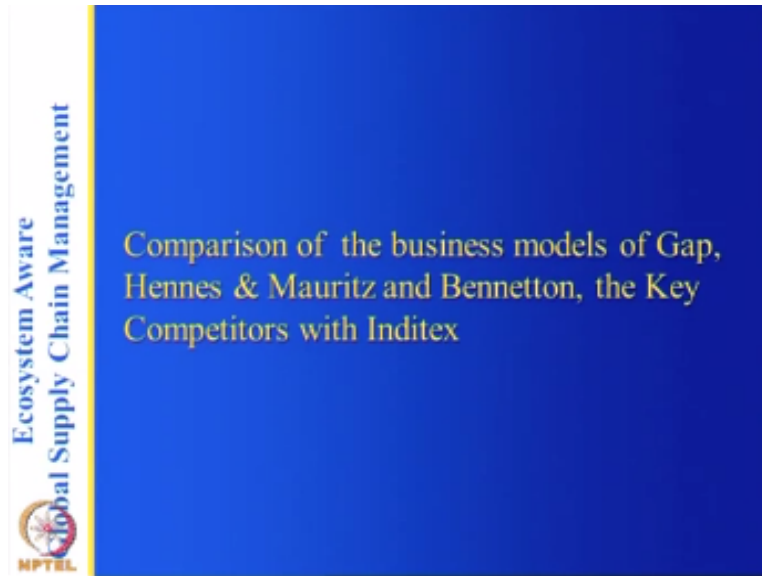 Ecosystem Aware
Global Supply Chain Management
Comparison of the business models of Gap,
Hennes & Mauritz and Bennetton, the Key
Competitors with Inditex
NPTEL